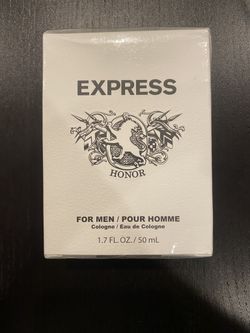 EXPRESS
HONOR
FOR MEN / POUR HOMME
Cologne / Eau de Cologne
1.7 FL. OZ. / 50 mL